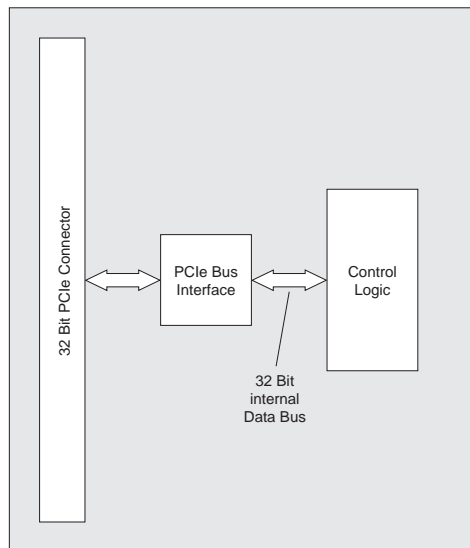 32 Bit PCIe Connector
PCIe Bus
Interface
Control
Logic
32 Bit
internal
Data Bus